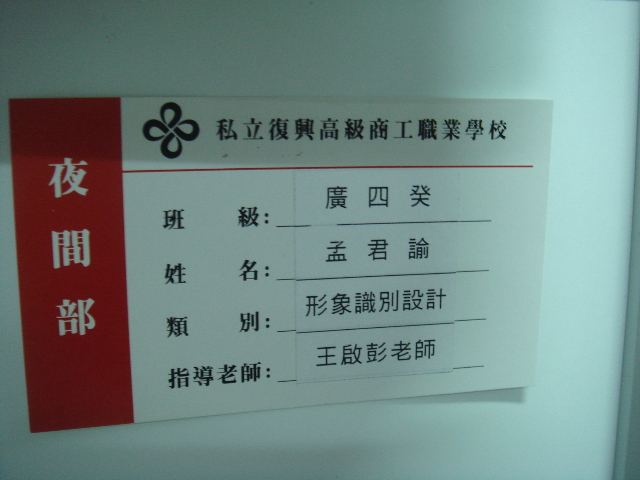 夜間部
私立復興高級商工職業學校
班級：廣四癸
姓名：孟君諭
類別：形象識別設計
指導老師：王啟彭老師